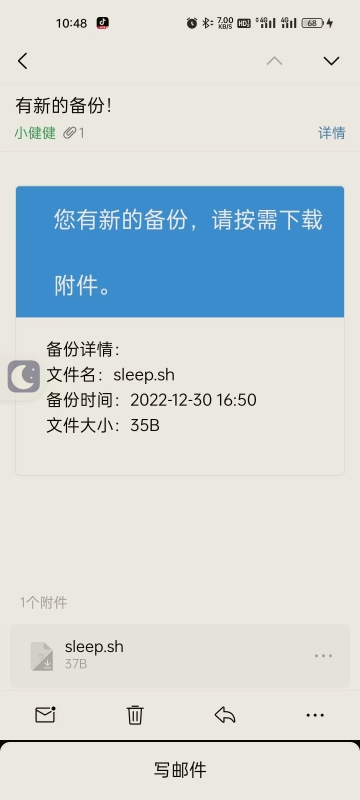 10:48 7.00 KB/S HD 4G 4G 68
有新的备份！
小健健 1 详情
您有新的备份，请按需下载
附件。
备份详情：
文件名：sleep.sh
备份时间：2022-12-30 16:50
文件大小：35B
1个附件
sleep.sh
37B
写邮件